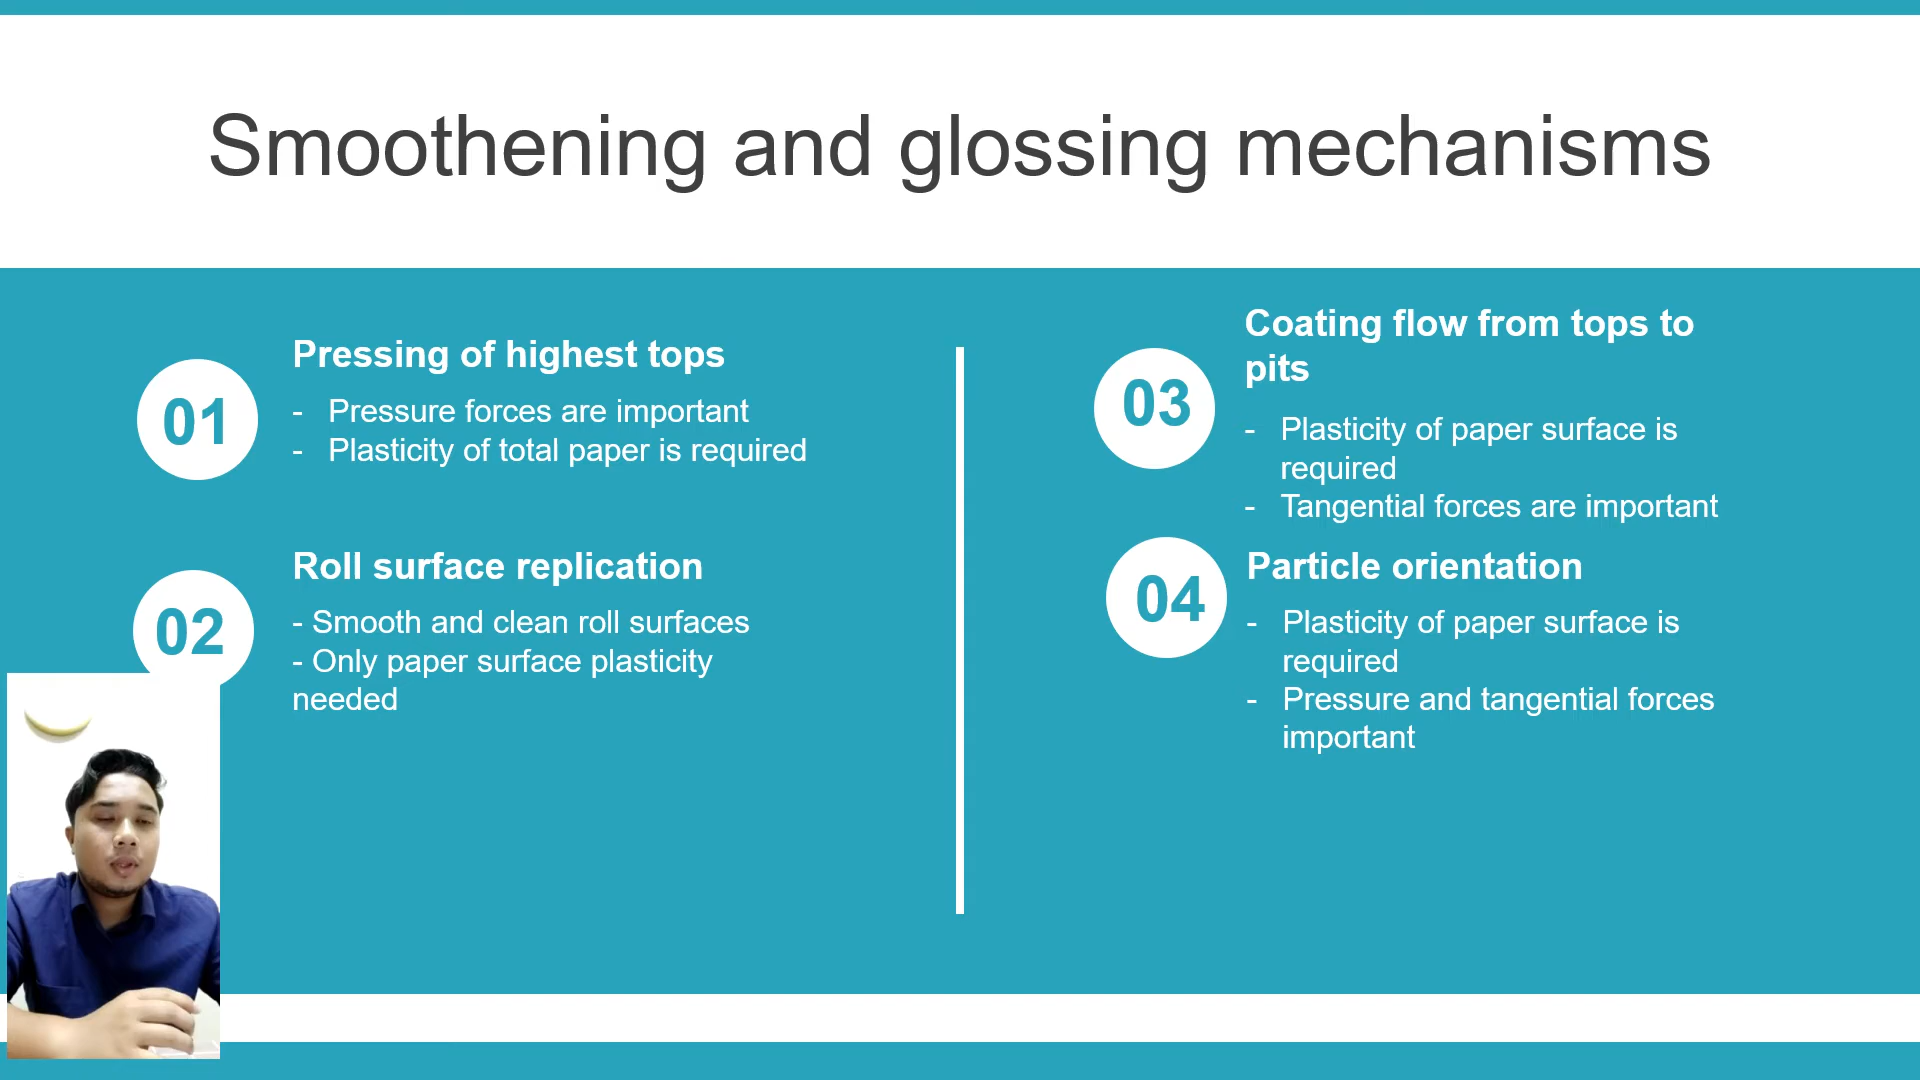 Smoothening and glossing mechanisms
01
Pressing of highest tops
- Pressure forces are important
- Plasticity of total paper is required
02
Roll surface replication
- Smooth and clean roll surfaces
- Only paper surface plasticity
needed
03
Coating flow from tops to
pits
- Plasticity of paper surface is
required
- Tangential forces are important
04
Particle orientation
- Plasticity of paper surface is
required
- Pressure and tangential forces
important